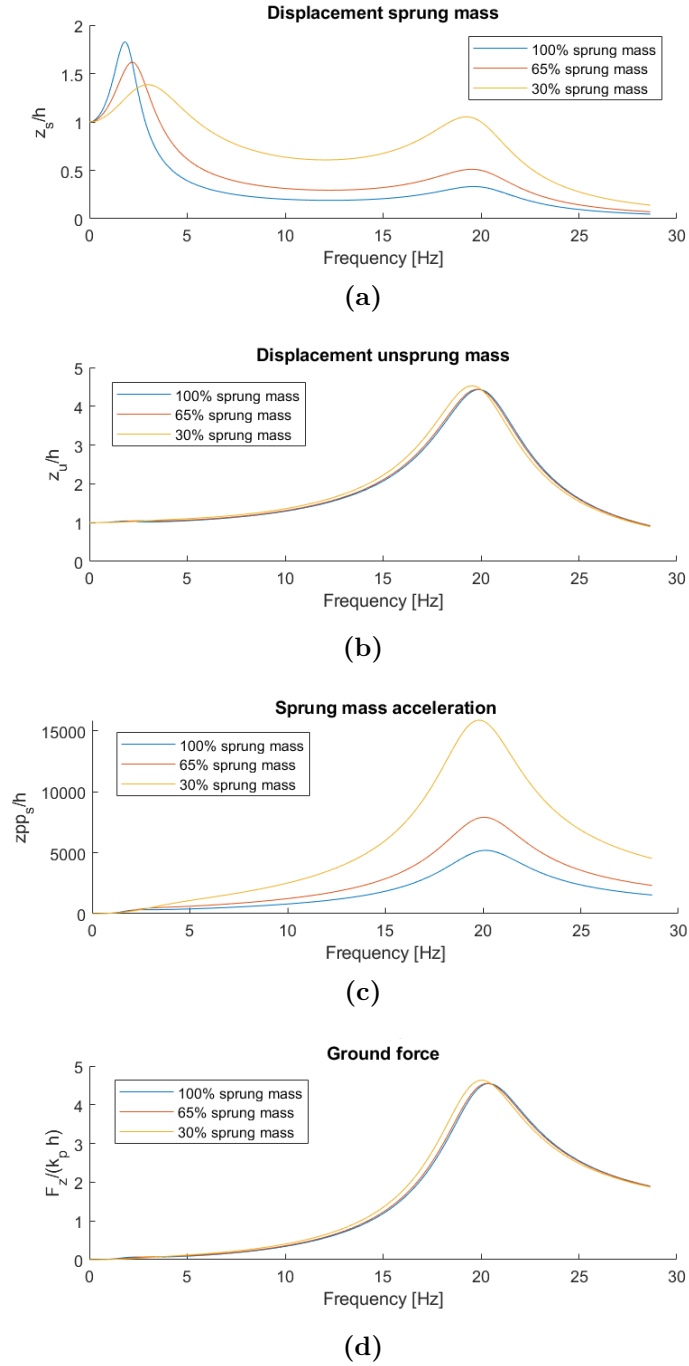 Displacement sprung mass
2
1.5
1
0.5
0
z_s/h
100% sprung mass
65% sprung mass
30% sprung mass
0 5 10 15 20 25 30
Frequency [Hz]
(a)
Displacement unsprung mass
5
4
3
2
1
0
z_u/h
100% sprung mass
65% sprung mass
30% sprung mass
0 5 10 15 20 25 30
Frequency [Hz]
(b)
Sprung mass acceleration
15000
10000
5000
0
zpp_s/h
100% sprung mass
65% sprung mass
30% sprung mass
0 5 10 15 20 25 30
Frequency [Hz]
(c)
Ground force
5
4
3
2
1
0
F_z/(k_p h)
100% sprung mass
65% sprung mass
30% sprung mass
0 5 10 15 20 25 30
Frequency [Hz]
(d)